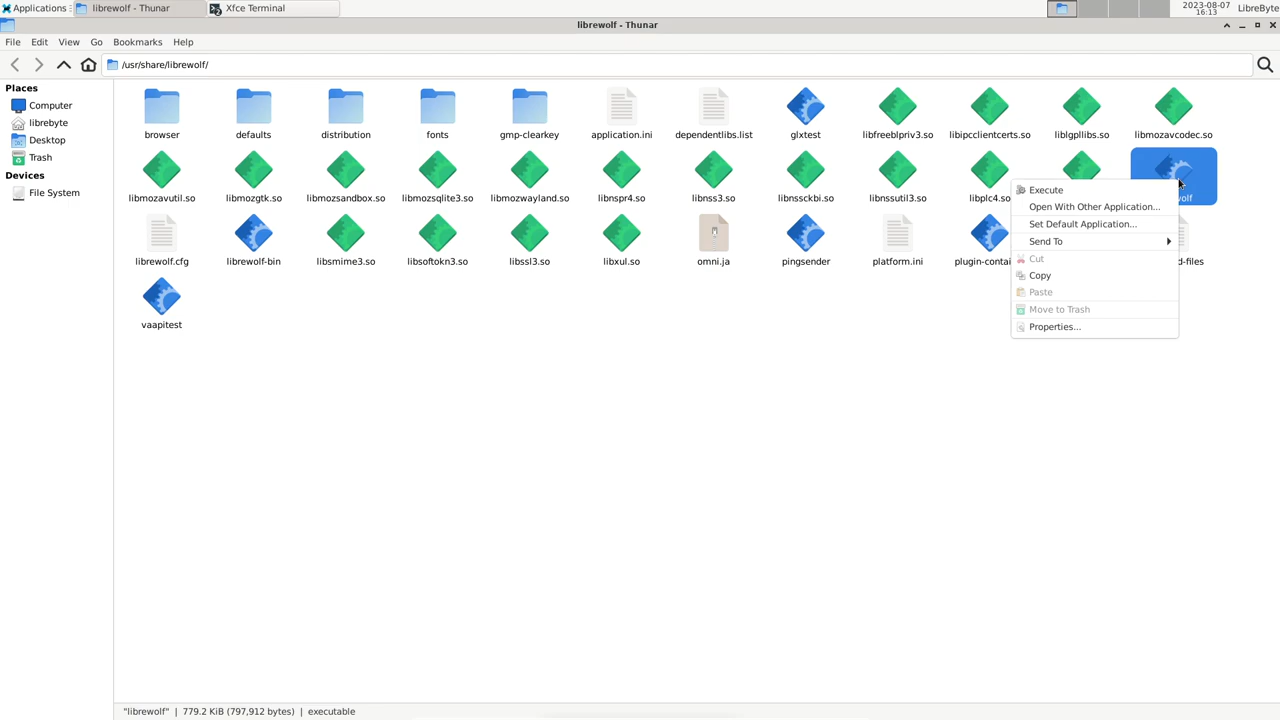 Applications
librewolf - Thunar
Xfce Terminal
2023-08-07
16:13
LibreByte
librewolf - Thunar
File Edit View Go Bookmarks Help
/usr/share/librewolf/
Places
Computer
librebyte
Desktop
Trash
Devices
File System
browser defaults distribution fonts gmp-clearkey application.ini dependentlibs.list glxtest libfreeblpriv3.so libipcclientcerts.so liblgpllibs.so libmozavcodec.so
libmozavutil.so libmozgtk.so libmozsandbox.so libmozsqlite3.so libmozwayland.so libnspr4.so libnss3.so libnssckbi.so libnssutil3.so libplc4.so
librewolf.cfg librewolf-bin libsmime3.so libsoftokn3.so libssl3.so libxul.so omni.ja pingsender platform.ini plugin-contai d-files
vaapitest
Execute
Open With Other Application...
Set Default Application...
Send To
Cut
Copy
Paste
Move to Trash
Properties...
"librewolf" | 779.2 KiB (797,912 bytes) | executable